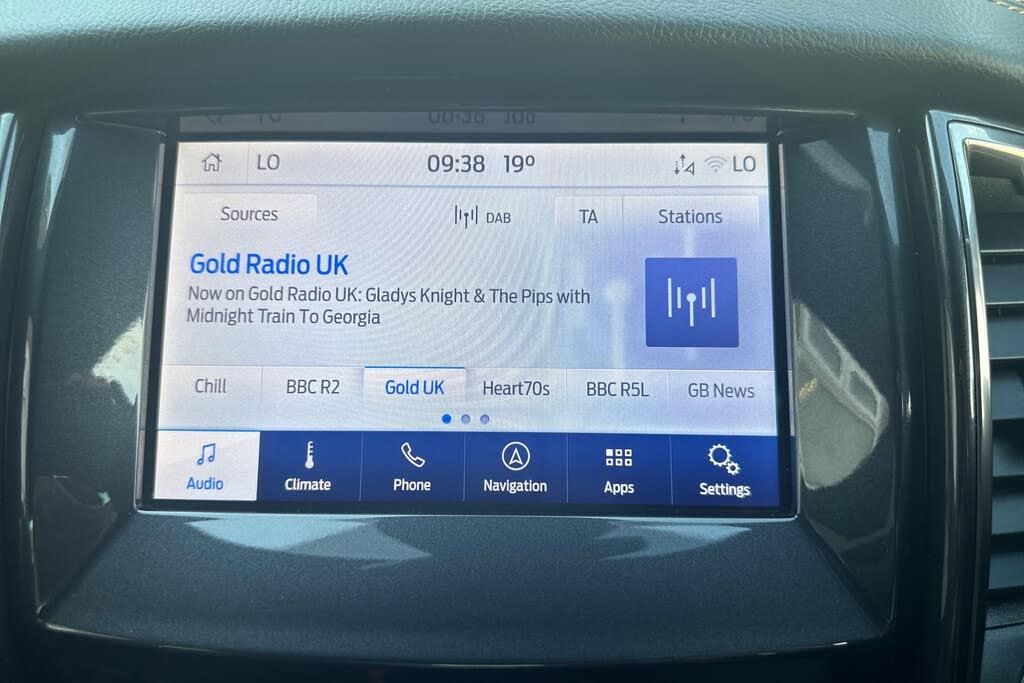 LO 09:38 19° LO
Sources DAB TA Stations
Gold Radio UK
Now on Gold Radio UK: Gladys Knight & The Pips with
Midnight Train To Georgia
Chill BBC R2 Gold UK Heart70s BBC R5L GB News
Audio Climate Phone Navigation Apps Settings